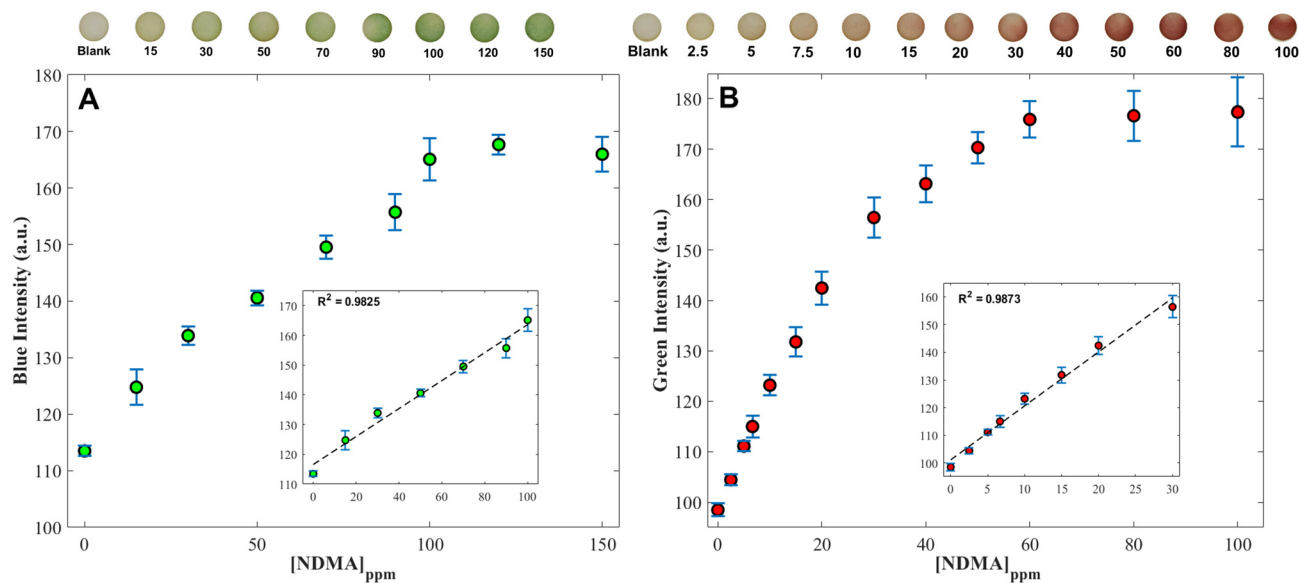 Blank 15 30 50 70 90 100 120 150
A
180
170
160
150
140
130
120
110
100
Blue Intensity (a.u.)
0 50 100 150
[NDMA]ppm
R2 = 0.9825
170
160
150
140
130
120
110
0 20 40 60 80 100
Blank 2.5 5 7.5 10 15 20 30 40 50 60 80 100
B
180
170
160
150
140
130
120
110
100
Green Intensity (a.u.)
0 20 40 60 80 100
[NDMA]ppm
R2 = 0.9873
160
150
140
130
120
110
100
0 5 10 15 20 25 30